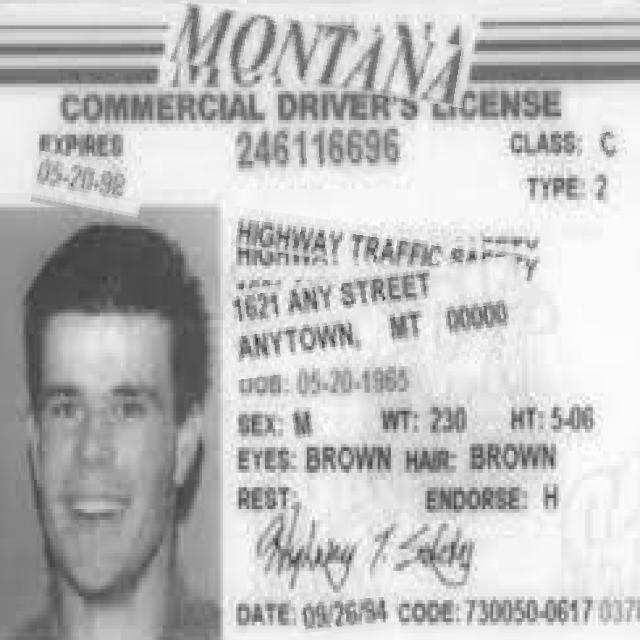 MONTANA
COMMERCIAL DRIVER'S LICENSE
EXPIRES 246116696 CLASS: C
05-20-98 TYPE: 2
HIGHWAY TRAFFIC SAFETY
1621 ANY STREET
ANYTOWN, MT 00000
DOB: 05-20-1965
SEX: M WT: 230 HT: 5-06
EYES: BROWN HAIR: BROWN
REST: ENDORSE: H
Highway T. Safety
DATE: 09/26/94 CODE: 730050-0617 037